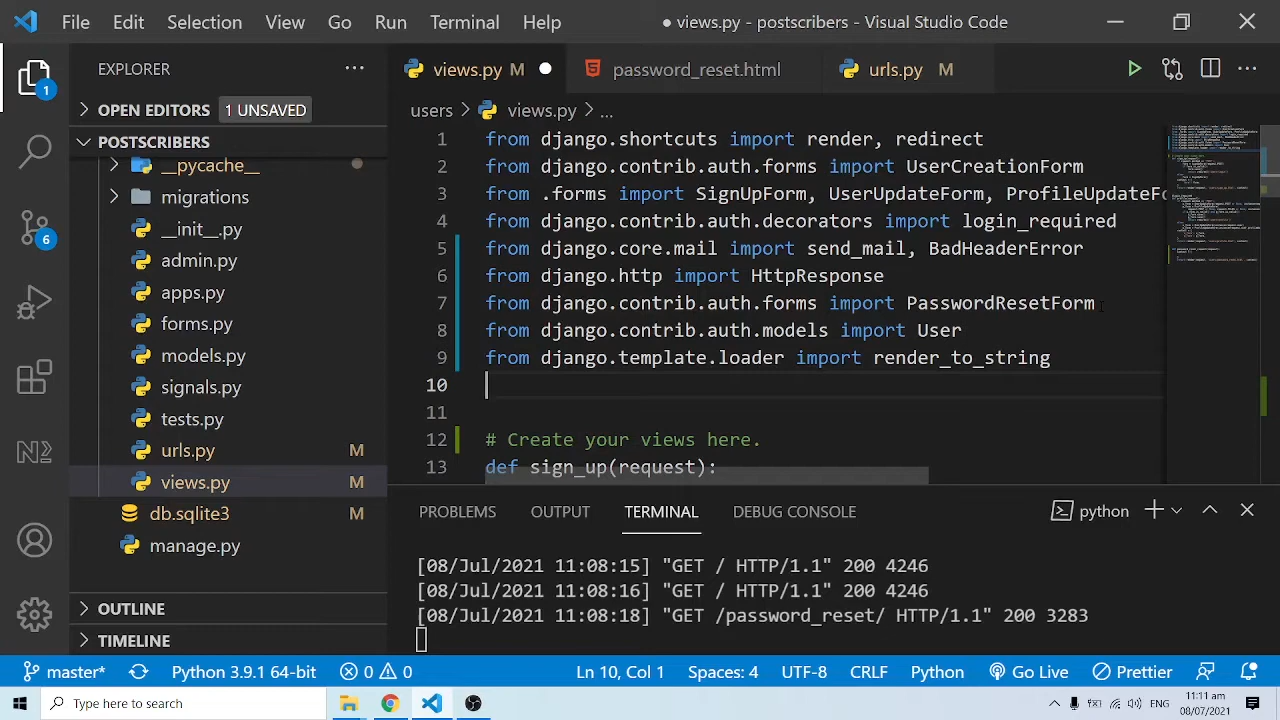 File Edit Selection View Go Run Terminal Help
● views.py - postscribers - Visual Studio Code
EXPLORER
views.py M
password_reset.html
urls.py M
1
OPEN EDITORS 1 UNSAVED
users > views.py > ...
POSTSCRIBERS
__pycache__
migrations
__init__.py
admin.py
apps.py
forms.py
models.py
signals.py
tests.py
urls.py M
views.py M
db.sqlite3 M
manage.py
OUTLINE
TIMELINE
6
1 from django.shortcuts import render, redirect
2 from django.contrib.auth.forms import UserCreationForm
3 from .forms import SignUpForm, UserUpdateForm, ProfileUpdateFo
4 from django.contrib.auth.decorators import login_required
5 from django.core.mail import send_mail, BadHeaderError
6 from django.http import HttpResponse
7 from django.contrib.auth.forms import PasswordResetForm
8 from django.contrib.auth.models import User
9 from django.template.loader import render_to_string
10
11
12 # Create your views here.
13 def sign_up(request):
PROBLEMS OUTPUT TERMINAL DEBUG CONSOLE
python
[08/Jul/2021 11:08:15] "GET / HTTP/1.1" 200 4246
[08/Jul/2021 11:08:16] "GET / HTTP/1.1" 200 4246
[08/Jul/2021 11:08:18] "GET /password_reset/ HTTP/1.1" 200 3283
master* Python 3.9.1 64-bit 0 0 Ln 10, Col 1 Spaces: 4 UTF-8 CRLF Python Go Live Prettier
Type here to search
ENG
11:11 am
08/07/2021